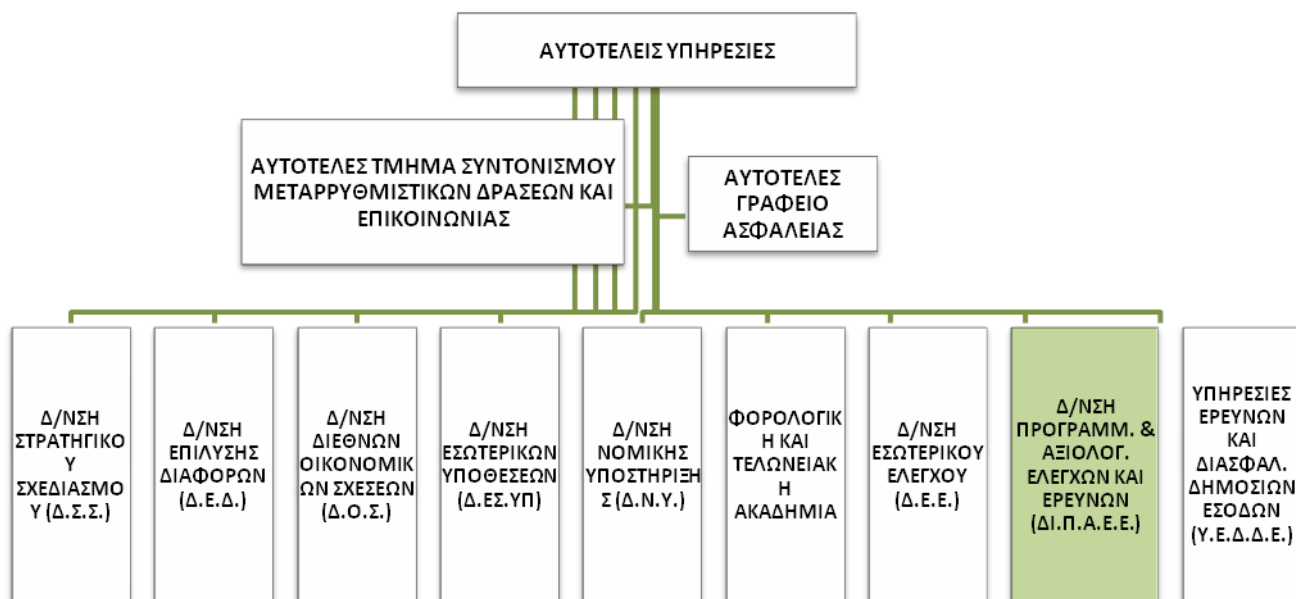 ΑΥΤΟΤΕΛΕΙΣ ΥΠΗΡΕΣΙΕΣ
ΑΥΤΟΤΕΛΕΣ ΤΜΗΜΑ ΣΥΝΤΟΝΙΣΜΟΥ
ΜΕΤΑΡΡΥΘΜΙΣΤΙΚΩΝ ΔΡΑΣΕΩΝ ΚΑΙ
ΕΠΙΚΟΙΝΩΝΙΑΣ
ΑΥΤΟΤΕΛΕΣ
ΓΡΑΦΕΙΟ
ΑΣΦΑΛΕΙΑΣ
Δ/ΝΣΗ
ΣΤΡΑΤΗΓΙΚΟ
Υ
ΣΧΕΔΙΑΣΜΟ
Υ (Δ.Σ.Σ.)
Δ/ΝΣΗ
ΕΠΙΛΥΣΗΣ
ΔΙΑΦΟΡΩΝ
(Δ.Ε.Δ.)
Δ/ΝΣΗ
ΔΙΕΘΝΩΝ
ΟΙΚΟΝΟΜΙΚ
ΩΝ ΣΧΕΣΕΩΝ
(Δ.Ο.Σ.)
Δ/ΝΣΗ
ΕΣΩΤΕΡΙΚΩΝ
ΥΠΟΘΕΣΕΩΝ
(Δ.ΕΣ.ΥΠ)
Δ/ΝΣΗ
ΝΟΜΙΚΗΣ
ΥΠΟΣΤΗΡΙΞΗ
Σ (Δ.Ν.Υ.)
ΦΟΡΟΛΟΓΙΚ
Η ΚΑΙ
ΤΕΛΩΝΕΙΑΚ
Η
ΑΚΑΔΗΜΙΑ
Δ/ΝΣΗ
ΕΣΩΤΕΡΙΚΟΥ
ΕΛΕΓΧΟΥ
(Δ.Ε.Ε.)
Δ/ΝΣΗ
ΠΡΟΓΡΑΜΜ. &
ΑΞΙΟΛΟΓ.
ΕΛΕΓΧΩΝ ΚΑΙ
ΕΡΕΥΝΩΝ
(ΔΙ.Π.Α.Ε.Ε.)
ΥΠΗΡΕΣΙΕΣ
ΕΡΕΥΝΩΝ
ΚΑΙ
ΔΙΑΣΦΑΛ.
ΔΗΜΟΣΙΩΝ
ΕΣΟΔΩΝ
(Υ.Ε.Δ.Δ.Ε.)